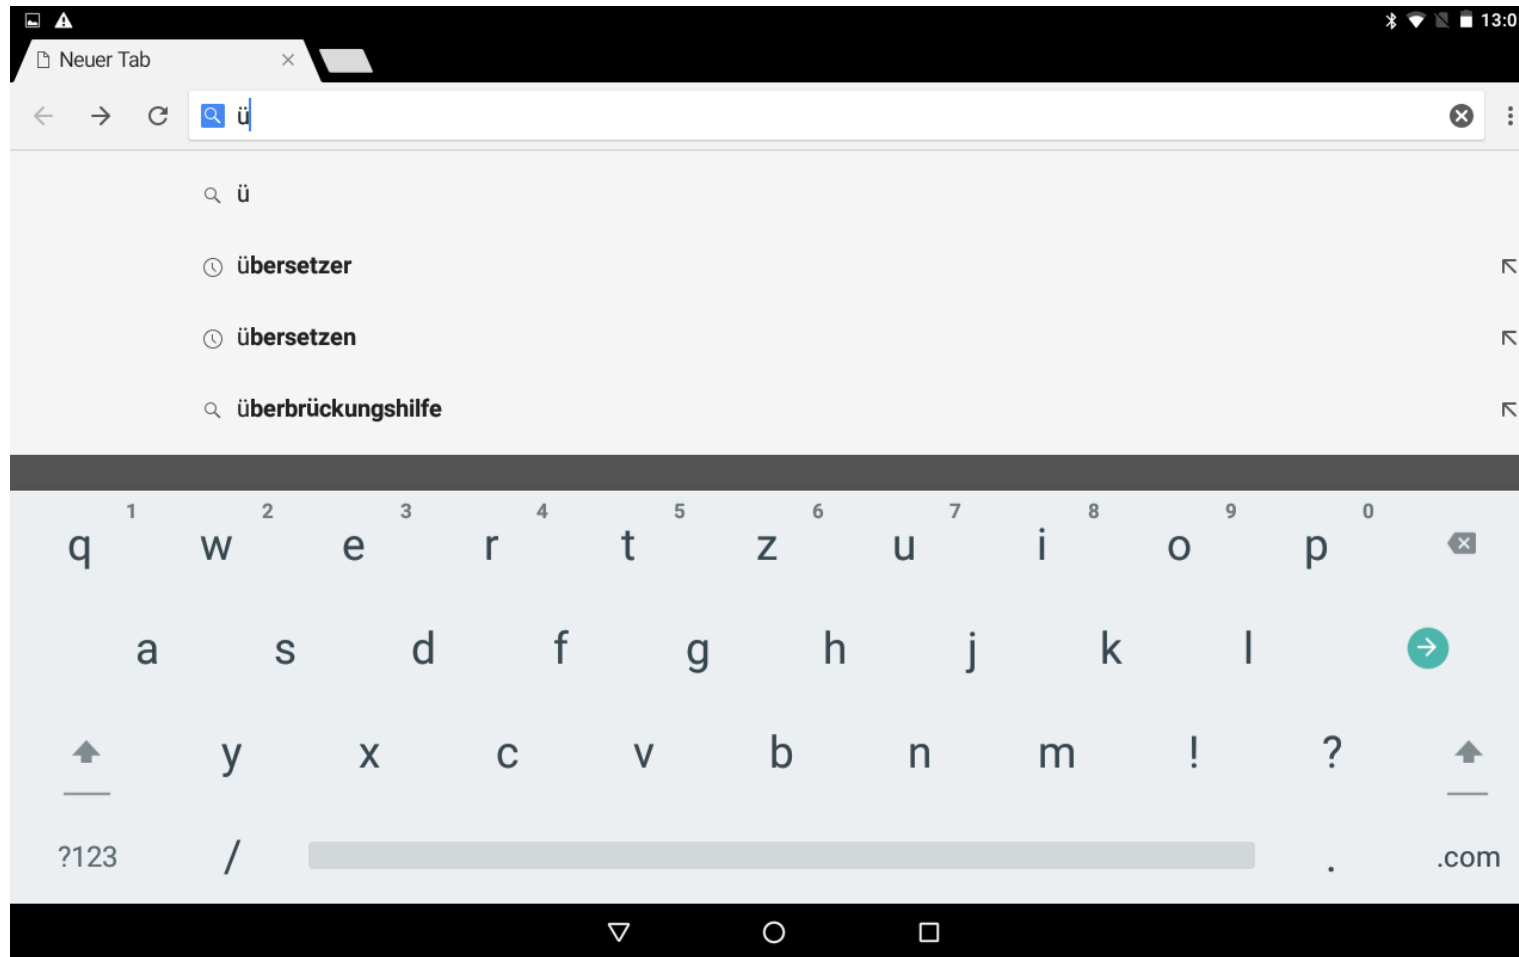 13:0
Neuer Tab
ü
ü
übersetzer
übersetzen
überbrückungshilfe
1 2 3 4 5 6 7 8 9 0
q w e r t z u i o p
a s d f g h j k l
y x c v b n m ! ?
?123 / . .com